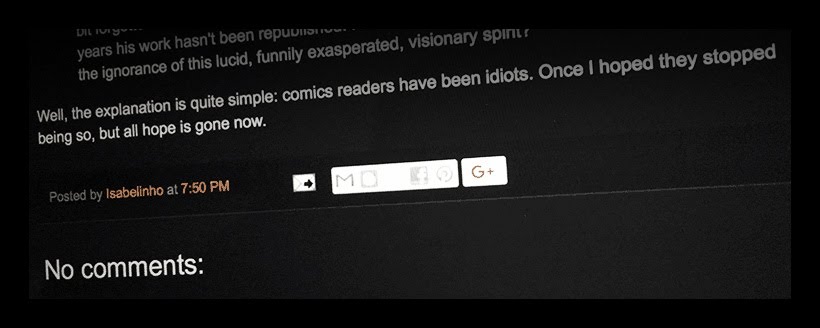 years his work hasn't been
the ignorance of this lucid, funnily exasperated, visionary spirit?
Well, the explanation is quite simple: comics readers have been idiots. Once I hoped they stopped
being so, but all hope is gone now.
Posted by Isabelinho at 7:50 PM
G+
No comments: